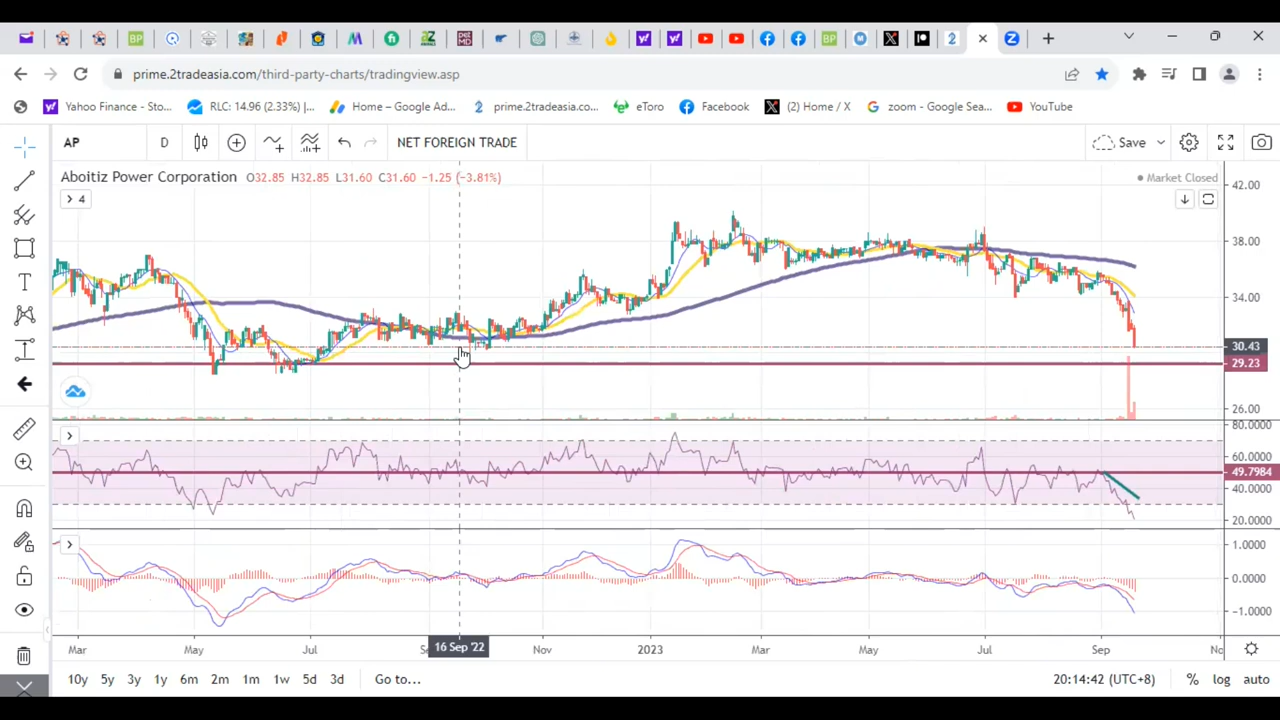 prime.2tradeasia.com/third-party-charts/tradingview.asp
Yahoo Finance - Sto... RLC: 14.96 (2.33%) |... Home – Google Ad... prime.2tradeasia.co... eToro Facebook (2) Home / X zoom - Google Sea... YouTube
AP D NET FOREIGN TRADE Save
Aboitiz Power Corporation O32.85 H32.85 L31.60 C31.60 −1.25 (−3.81%) Market Closed
4
42.00
38.00
34.00
30.43
29.23
26.00
80.0000
60.0000
49.7984
40.0000
20.0000
1.0000
0.0000
-1.0000
Mar May Jul 16 Sep '22 Nov 2023 Mar May Jul Sep
10y 5y 3y 1y 6m 2m 1m 1w 5d 3d Go to... 20:14:42 (UTC+8) % log auto